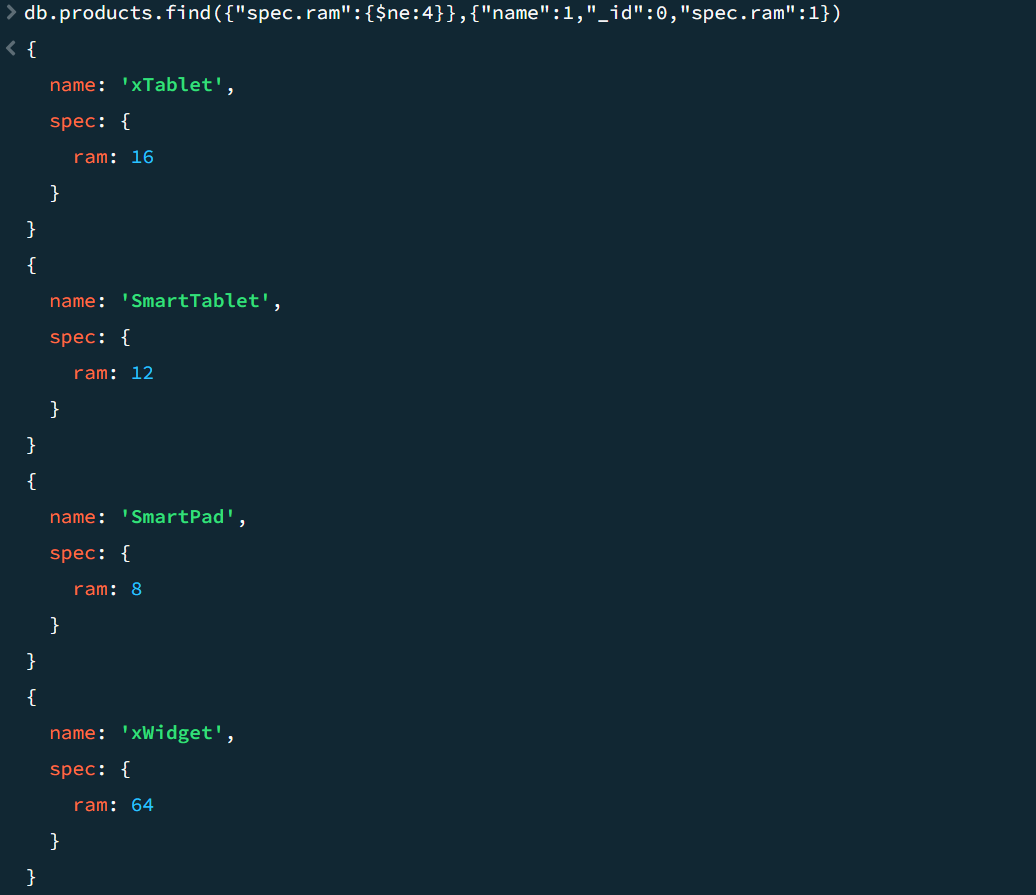 > db.products.find({"spec.ram":{$ne:4}},{"name":1,"_id":0,"spec.ram":1})
< {
name: 'xTablet',
spec: {
ram: 16
}
}
{
name: 'SmartTablet',
spec: {
ram: 12
}
}
{
name: 'SmartPad',
spec: {
ram: 8
}
}
{
name: 'xWidget',
spec: {
ram: 64
}
}